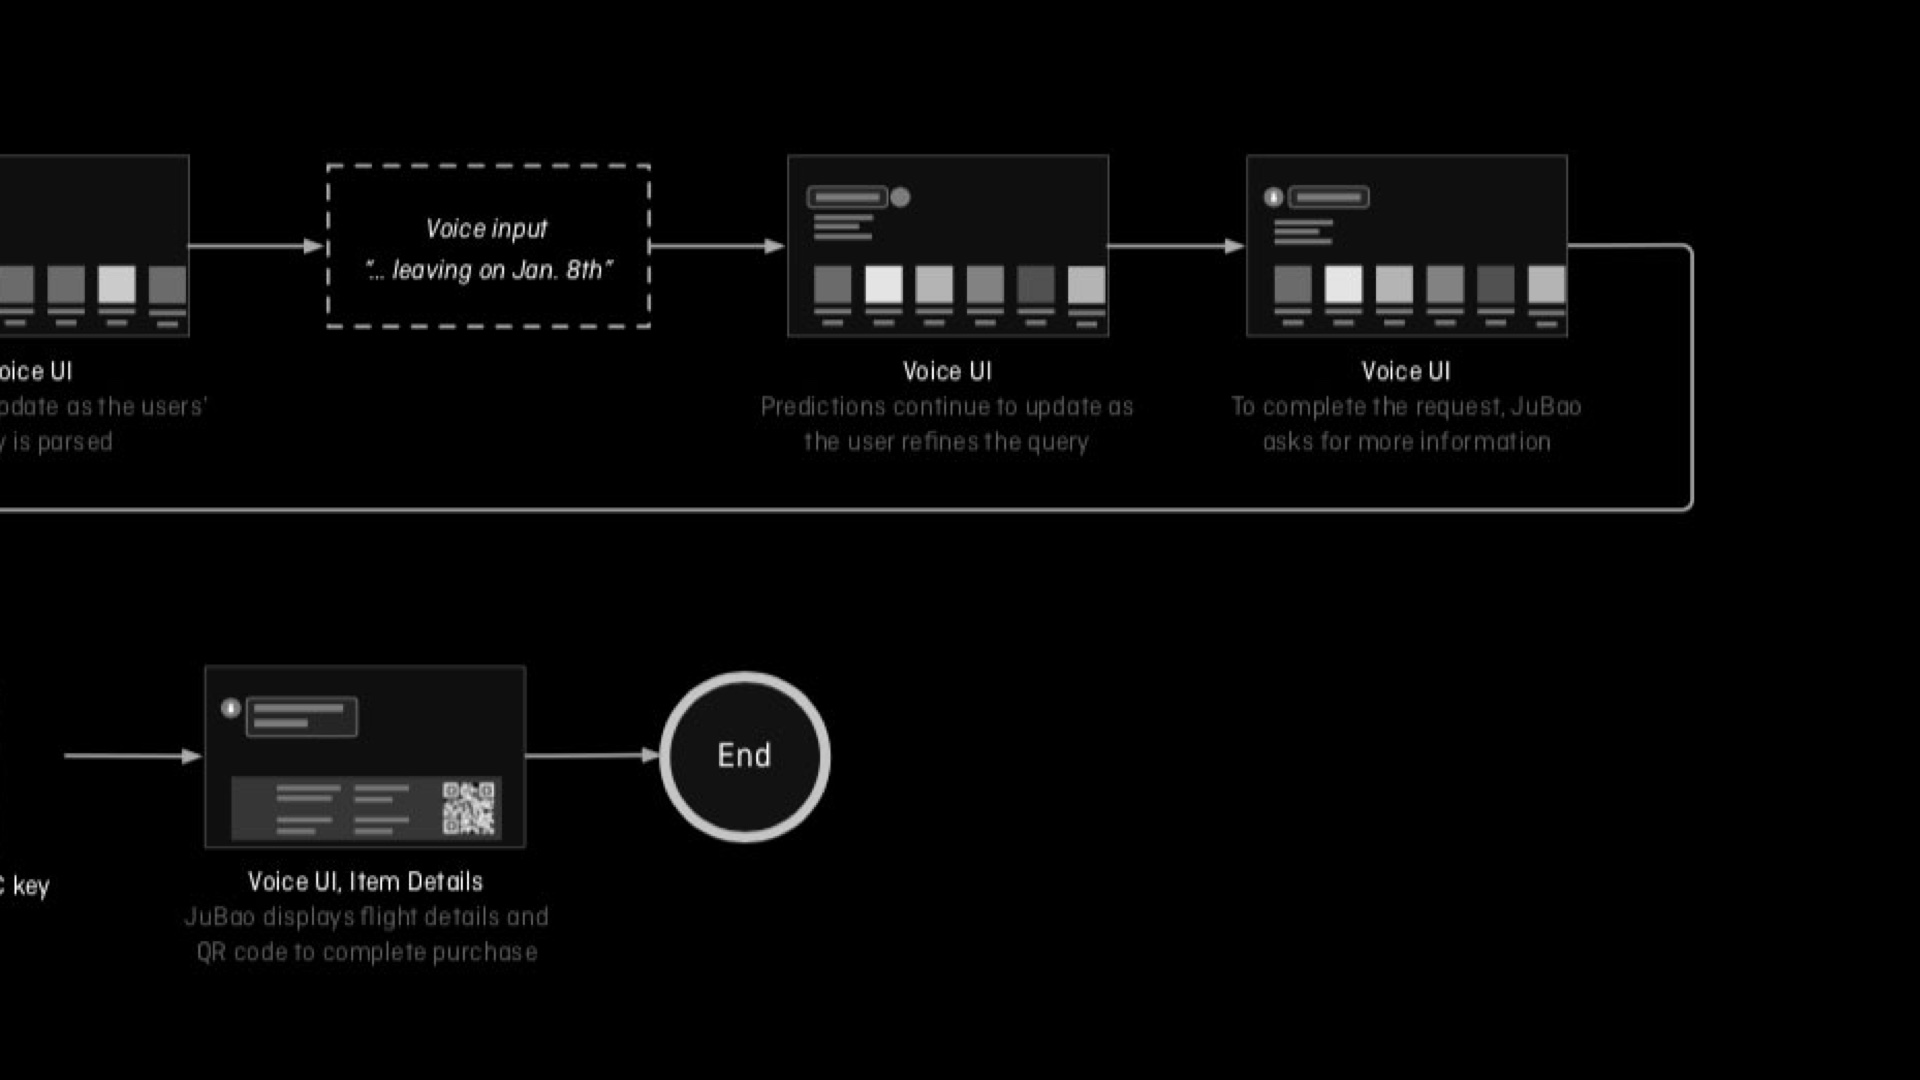 Voice input
"... leaving on Jan. 8th"
oice UI
pdate as the users'
y is parsed
Voice UI
Predictions continue to update as
the user refines the query
Voice UI
To complete the request, JuBao
asks for more information
End
C key
Voice UI, Item Details
JuBao displays flight details and
QR code to complete purchase